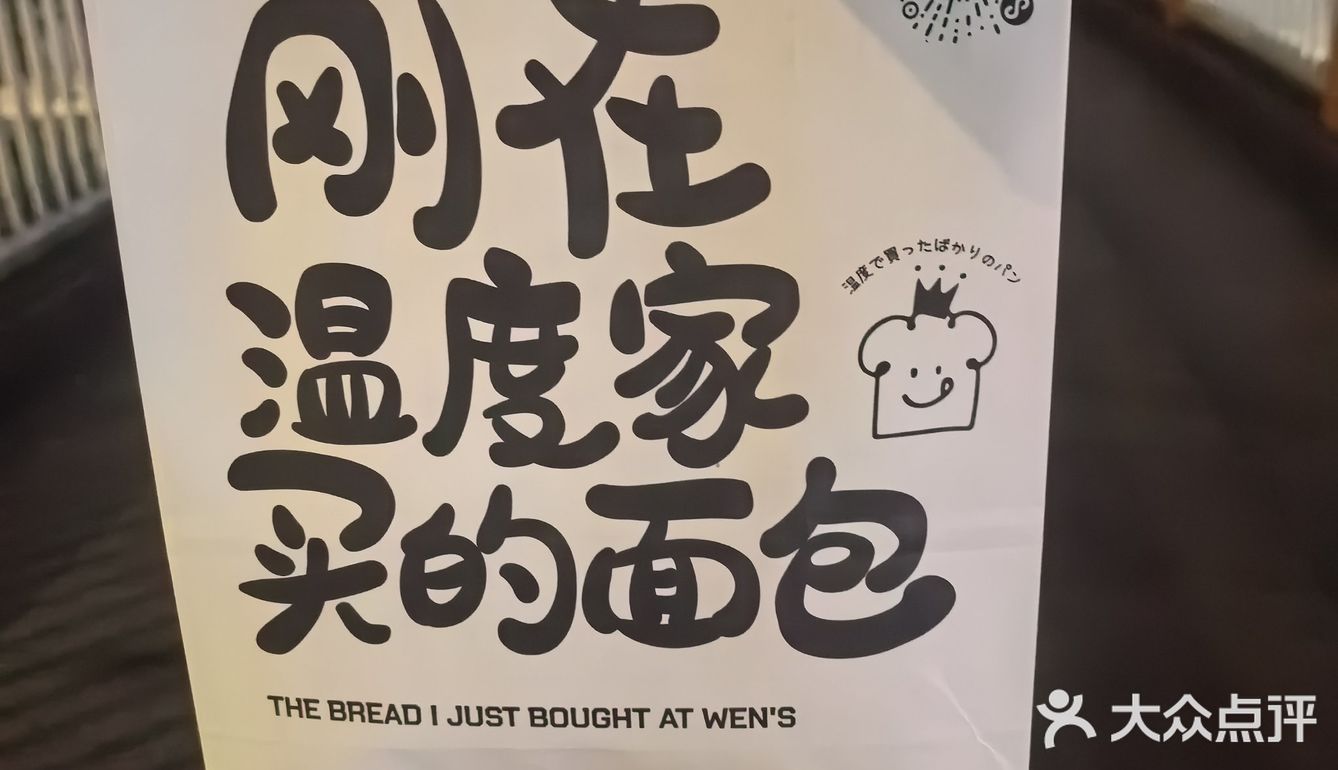 刚在
温度家
温度で買ったばかりのパン
买的面包
THE BREAD I JUST BOUGHT AT WEN'S
大众点评